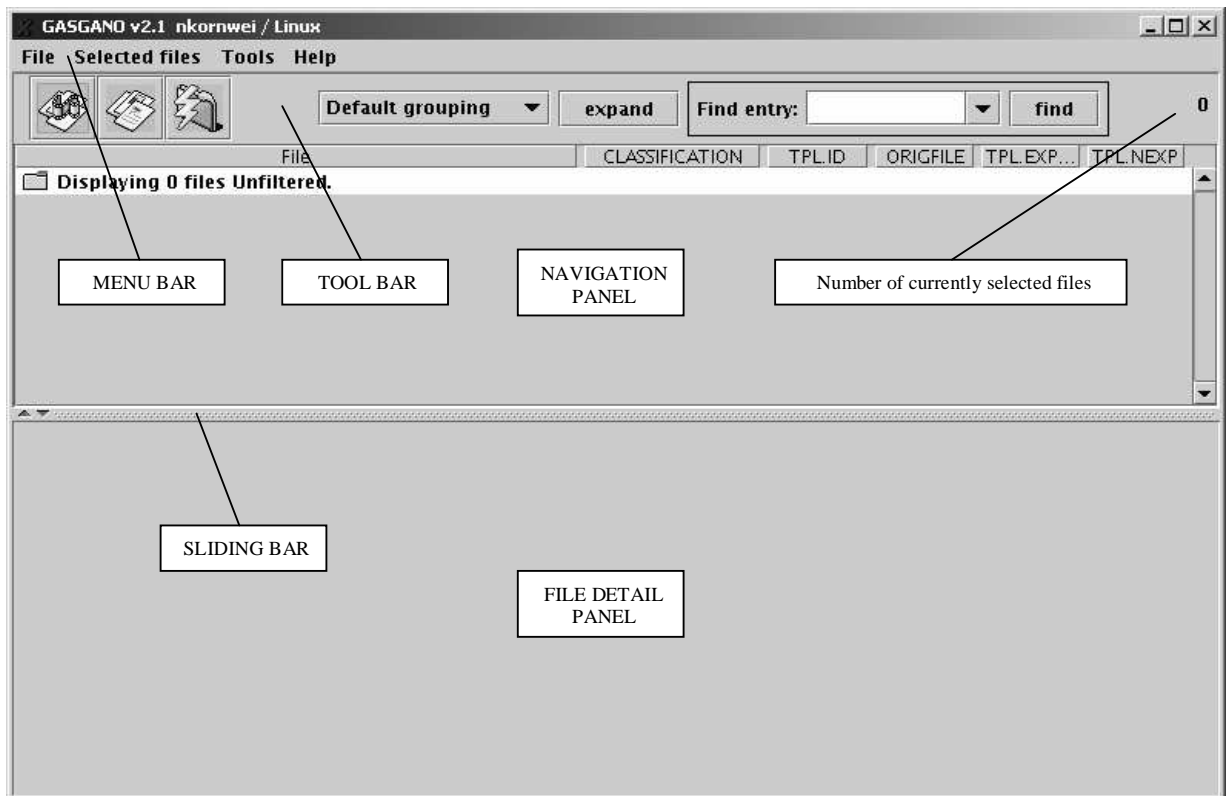 GASGANO v2.1 nkornwei / Linux
File Selected files Tools Help
Default grouping expand Find entry: find 0
File CLASSIFICATION TPL.ID ORIGFILE TPL.EXP... TPL.NEXP
Displaying 0 files Unfiltered.
MENU BAR
TOOL BAR
NAVIGATION
PANEL
Number of currently selected files
SLIDING BAR
FILE DETAIL
PANEL